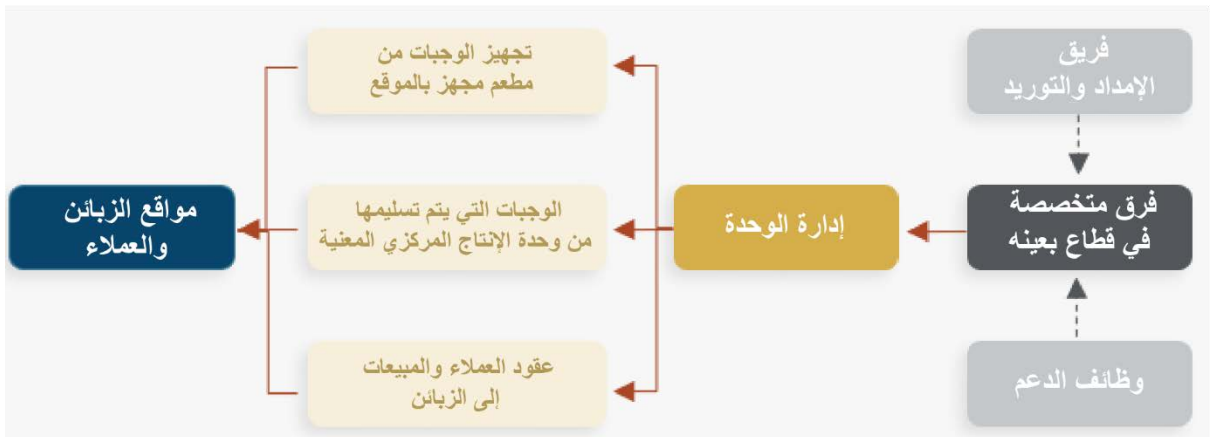 فريق
الإمداد والتوريد
فرق متخصصة
في قطاع بعينه
وظائف الدعم
إدارة الوحدة
تجهيز الوجبات من
مطعم مجهز بالموقع
الوجبات التي يتم تسليمها
من وحدة الإنتاج المركزي المعنية
عقود العملاء والمبيعات
إلى الزبائن
مواقع الزبائن
والعملاء